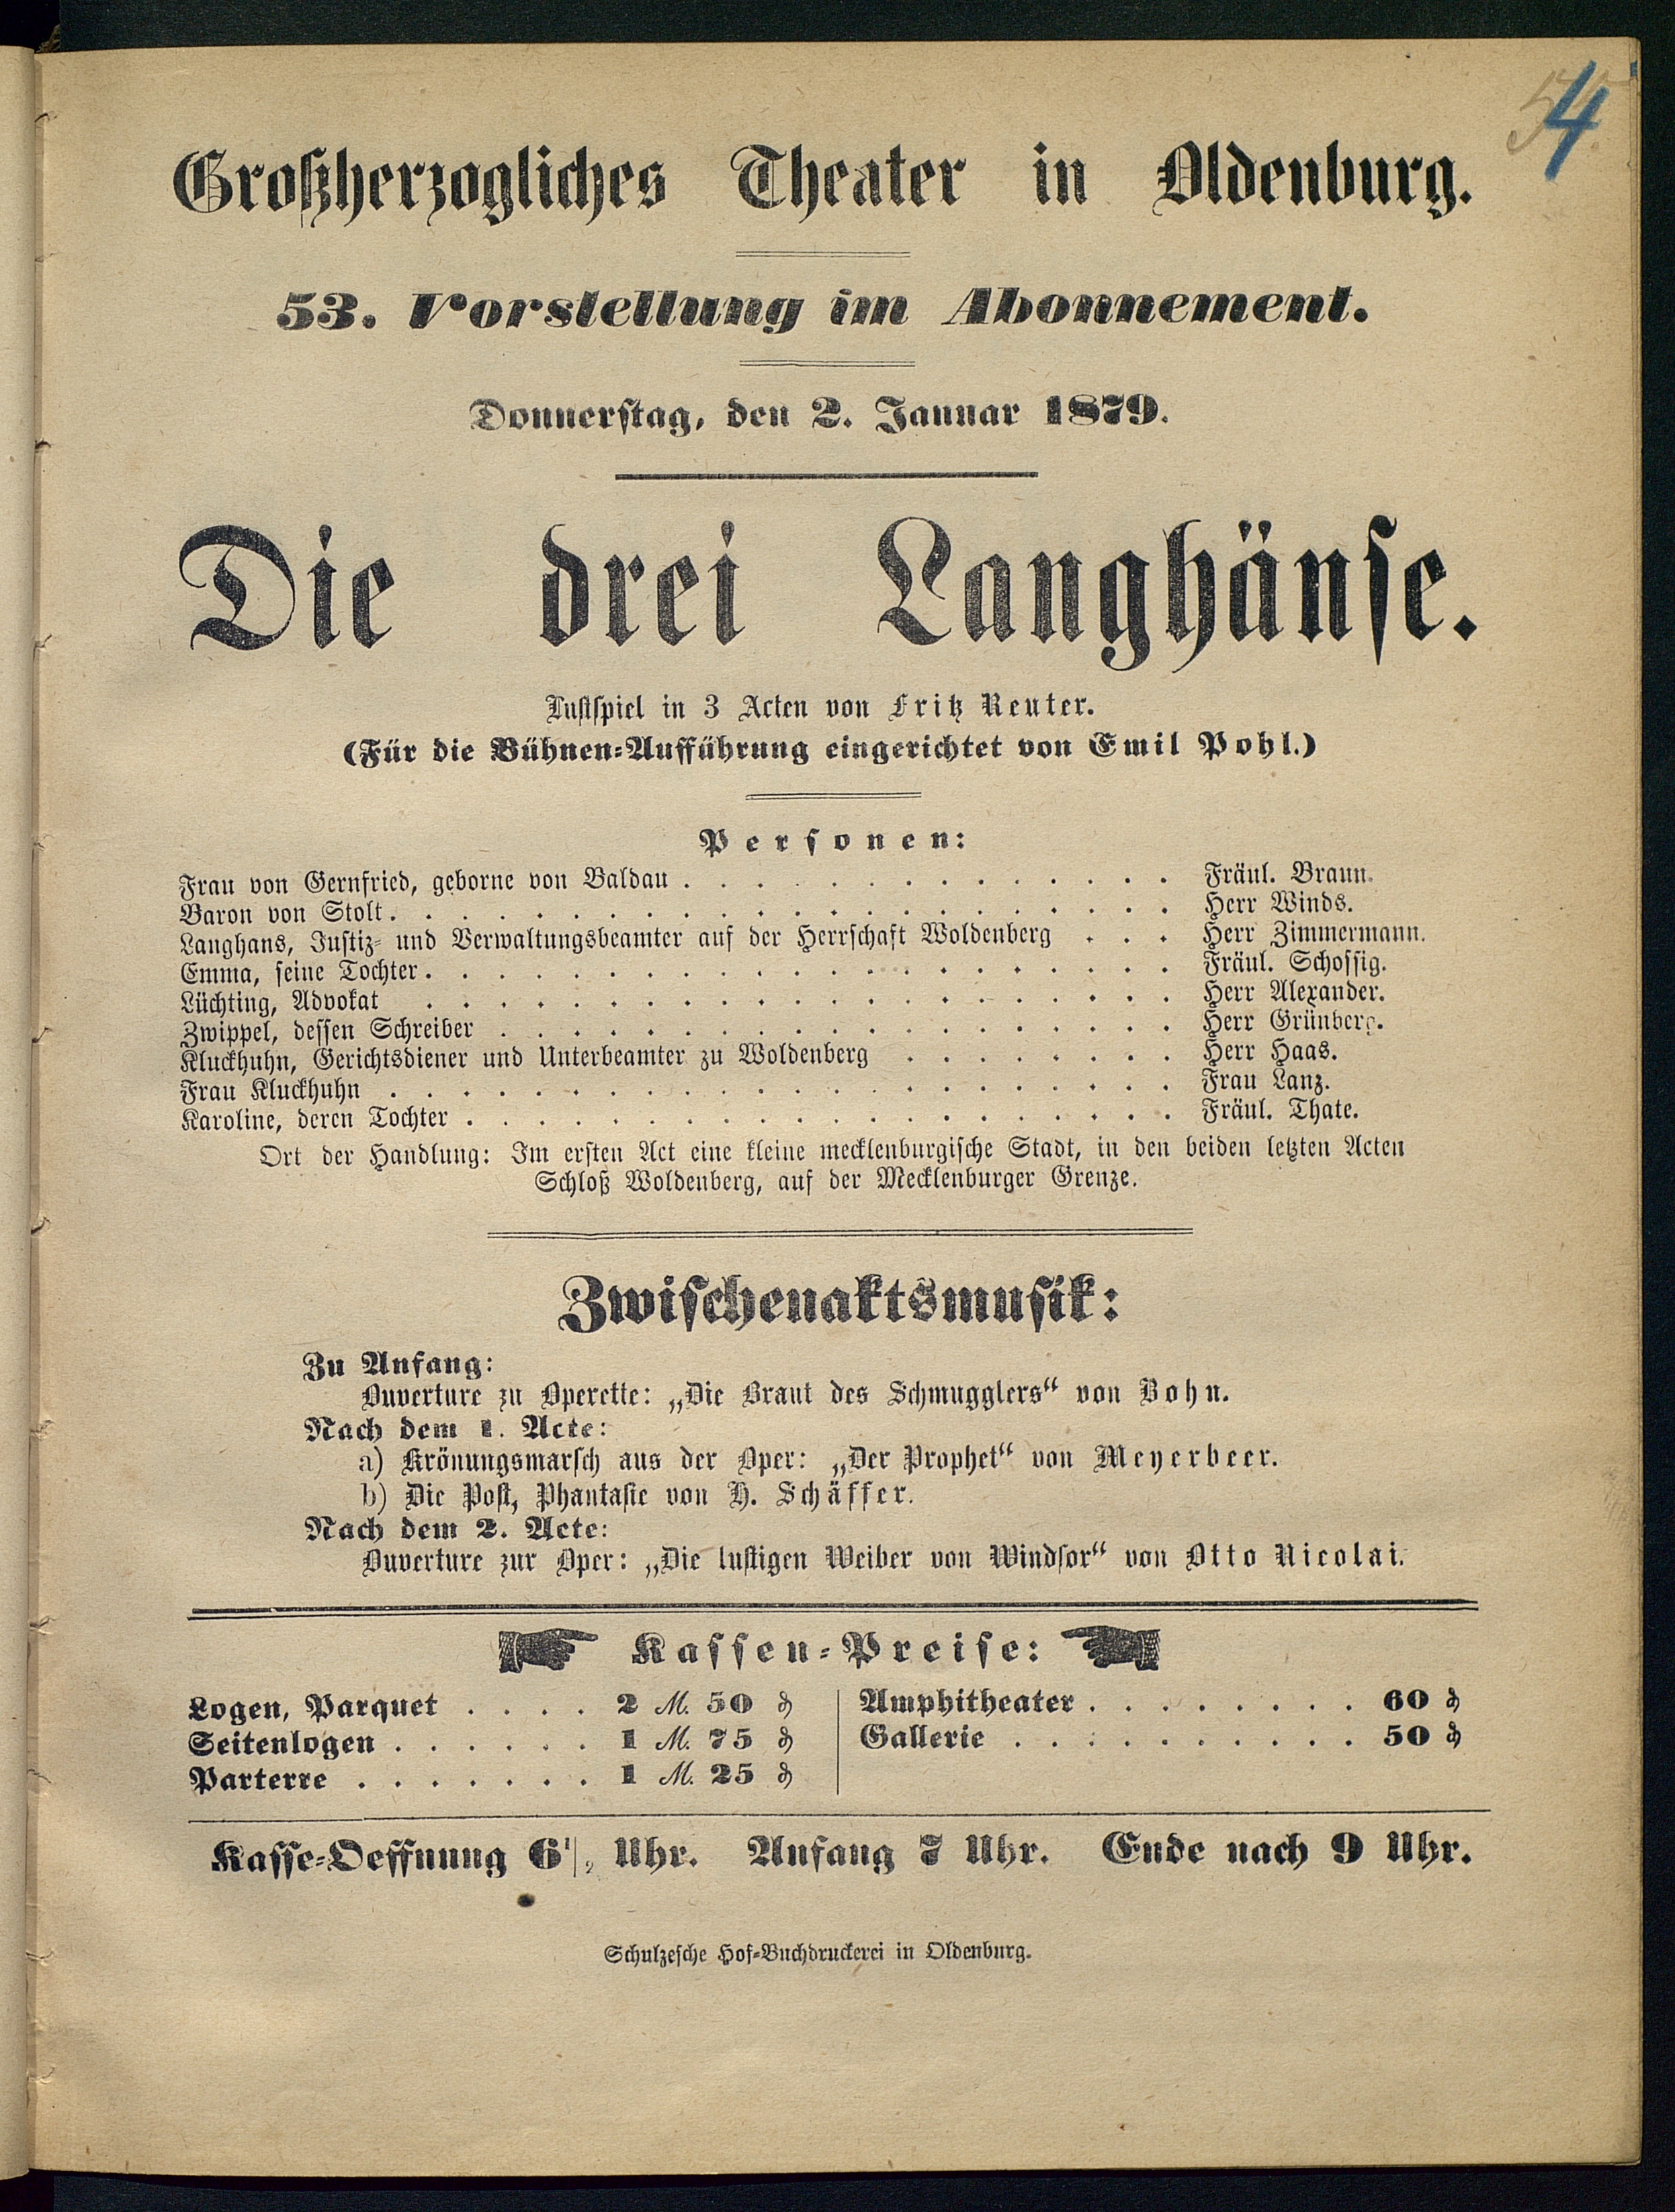 4
Großherzogliches Theater in Oldenburg.
53. Vorstellung im Abonnement.
Donnerstag, den 2. Januar 1879.
Die drei Langhänse.
Lustspiel in 3 Acten von Fritz Reuter.
(Für die Bühnen-Aufführung eingerichtet von Emil Pohl.)
Personen:
Frau von Gernfried, geborne von Baldau . . . . . . . . . . . . . . Fräul. Braun.
Baron von Stolt . . . . . . . . . . . . . . . . . . . . . . Herr Winds.
Langhans, Justiz- und Verwaltungsbeamter auf der Herrschaft Woldenberg . . . Herr Zimmermann.
Emma, seine Tochter . . . . . . . . . . . . . . . . . . . . . Fräul. Schossig.
Lüchting, Advokat . . . . . . . . . . . . . . . . . . . . . Herr Alexander.
Zwippel, dessen Schreiber . . . . . . . . . . . . . . . . . . . Herr Grünberg.
Kluckhuhn, Gerichtsdiener und Unterbeamter zu Woldenberg . . . . . . . . Herr Haas.
Frau Kluckhuhn . . . . . . . . . . . . . . . . . . . . . . Frau Lanz.
Karoline, deren Tochter . . . . . . . . . . . . . . . . . . . . Fräul. Thate.
Ort der Handlung: Im ersten Act eine kleine mecklenburgische Stadt, in den beiden letzten Acten
Schloß Woldenberg, auf der Mecklenburger Grenze.
Zwischenaktsmusik:
Zu Anfang:
Ouverture zu Operette: „Die Braut des Schmugglers“ von Bohn.
Nach dem 1. Acte:
a) Krönungsmarsch aus der Oper: „Der Prophet“ von Meyerbeer.
b) Die Post, Phantasie von H. Schäffer.
Nach dem 2. Acte:
Ouverture zur Oper: „Die lustigen Weiber von Windsor“ von Otto Nicolai.
Kassen-Preise:
Logen, Parquet . . . . 2 M. 50 ₰
Seitenlogen . . . . . . 1 M. 75 ₰
Parterre . . . . . . . 1 M. 25 ₰
Amphitheater . . . . . . . . 60 ₰
Gallerie . . . . . . . . . . 50 ₰
Kasse-Oeffnung 6½ Uhr. Anfang 7 Uhr. Ende nach 9 Uhr.
Schulzesche Hof-Buchdruckerei in Oldenburg.